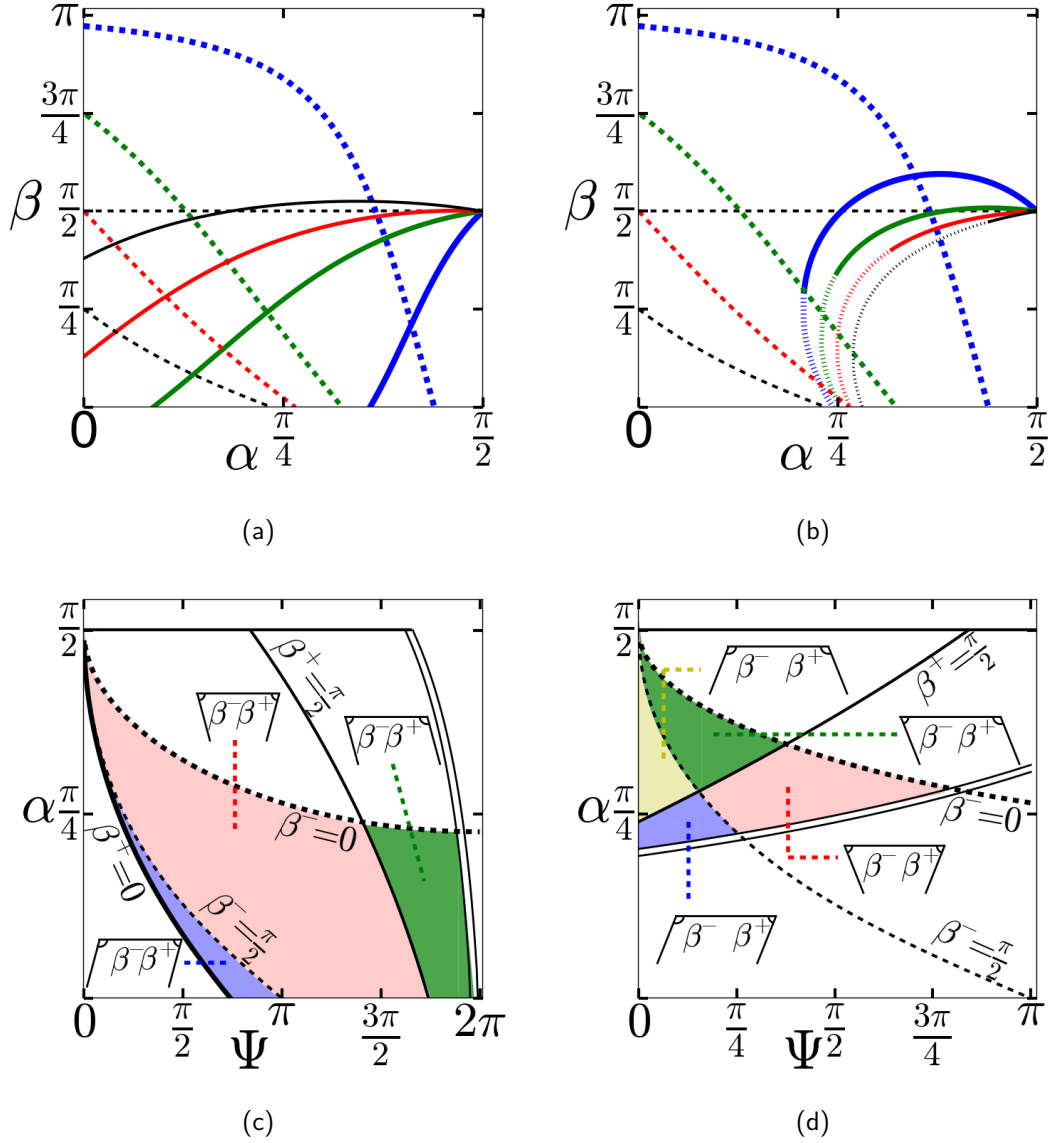 π
3π/4
β π/2
π/4
0 α π/4 π/2
(a)
π
3π/4
β π/2
π/4
0 α π/4 π/2
(b)
π/2
α π/4
β⁺=π/2
β⁻β⁺
β⁻β⁺
β⁻=0
β⁺=0
β⁻=π/2
β⁻β⁺
0 π/2 Ψ π 3π/2 2π
(c)
π/2
α π/4
β⁻ β⁺
β⁺=π/2
β⁻ β⁺
β⁻=0
β⁻ β⁺
β⁻ β⁺
β⁻=π/2
0 π/4 Ψ π/2 3π/4 π
(d)